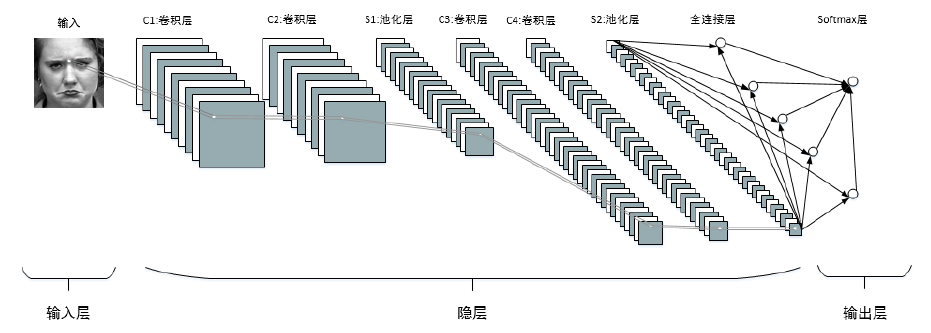 输入
C1:卷积层
C2:卷积层
S1:池化层
C3:卷积层
C4:卷积层
S2:池化层
全连接层
Softmax层
输入层
隐层
输出层